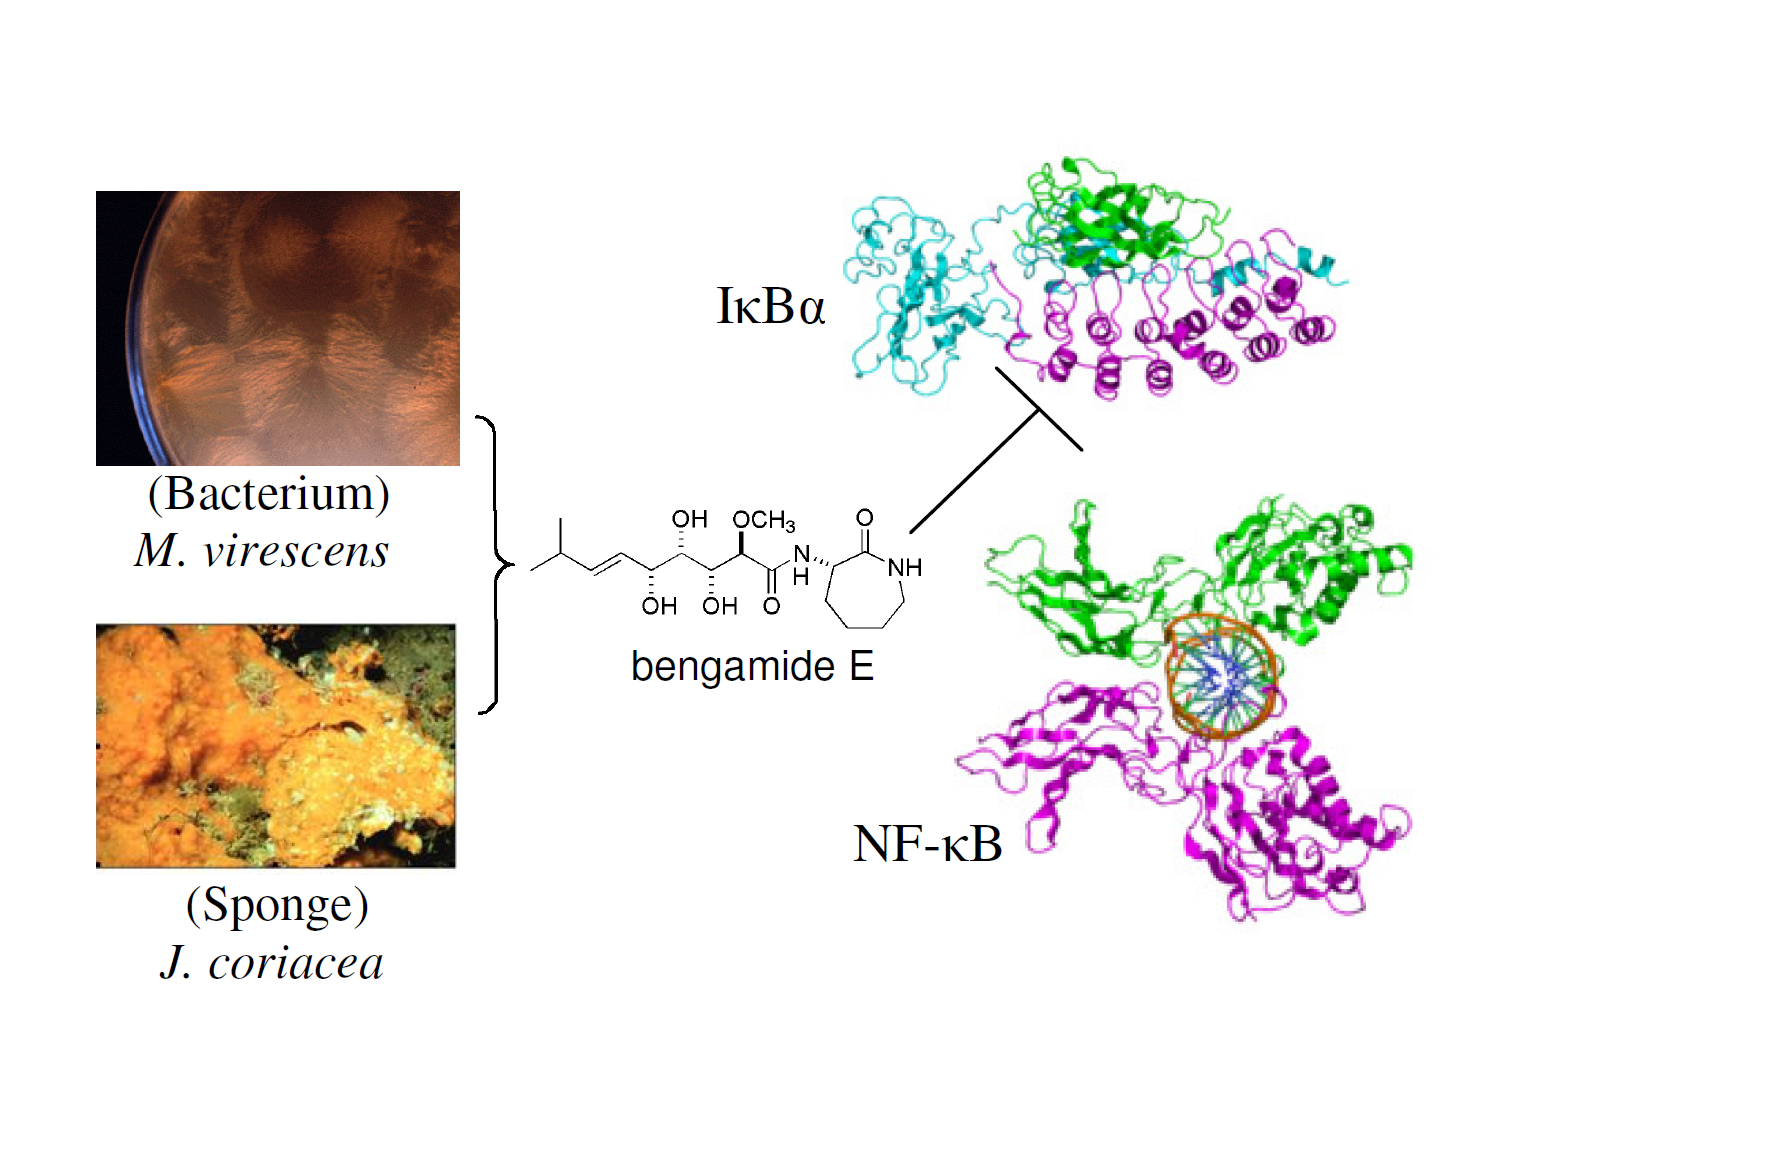 (Bacterium)
M. virescens
(Sponge)
J. coriacea
OH
OCH3
O
N
H
NH
OH
OH
O
bengamide E
IκBα
NF-κB